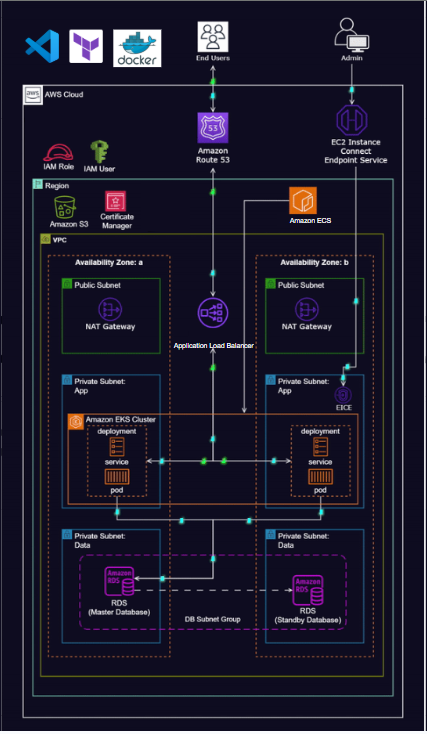 docker
End Users
Admin
aws
AWS Cloud
53
Amazon
Route 53
EC2 Instance
Connect
Endpoint Service
IAM Role
IAM User
Region
Amazon S3
Certificate
Manager
Amazon ECS
VPC
Availability Zone: a
Availability Zone: b
Public Subnet
Public Subnet
NAT Gateway
NAT Gateway
Application Load Balancer
Private Subnet:
App
Private Subnet:
App
EICE
Amazon EKS Cluster
deployment
service
pod
deployment
service
pod
Private Subnet:
Data
Private Subnet:
Data
Amazon
RDS
RDS
(Master Database)
Amazon
RDS
RDS
(Standby Database)
DB Subnet Group